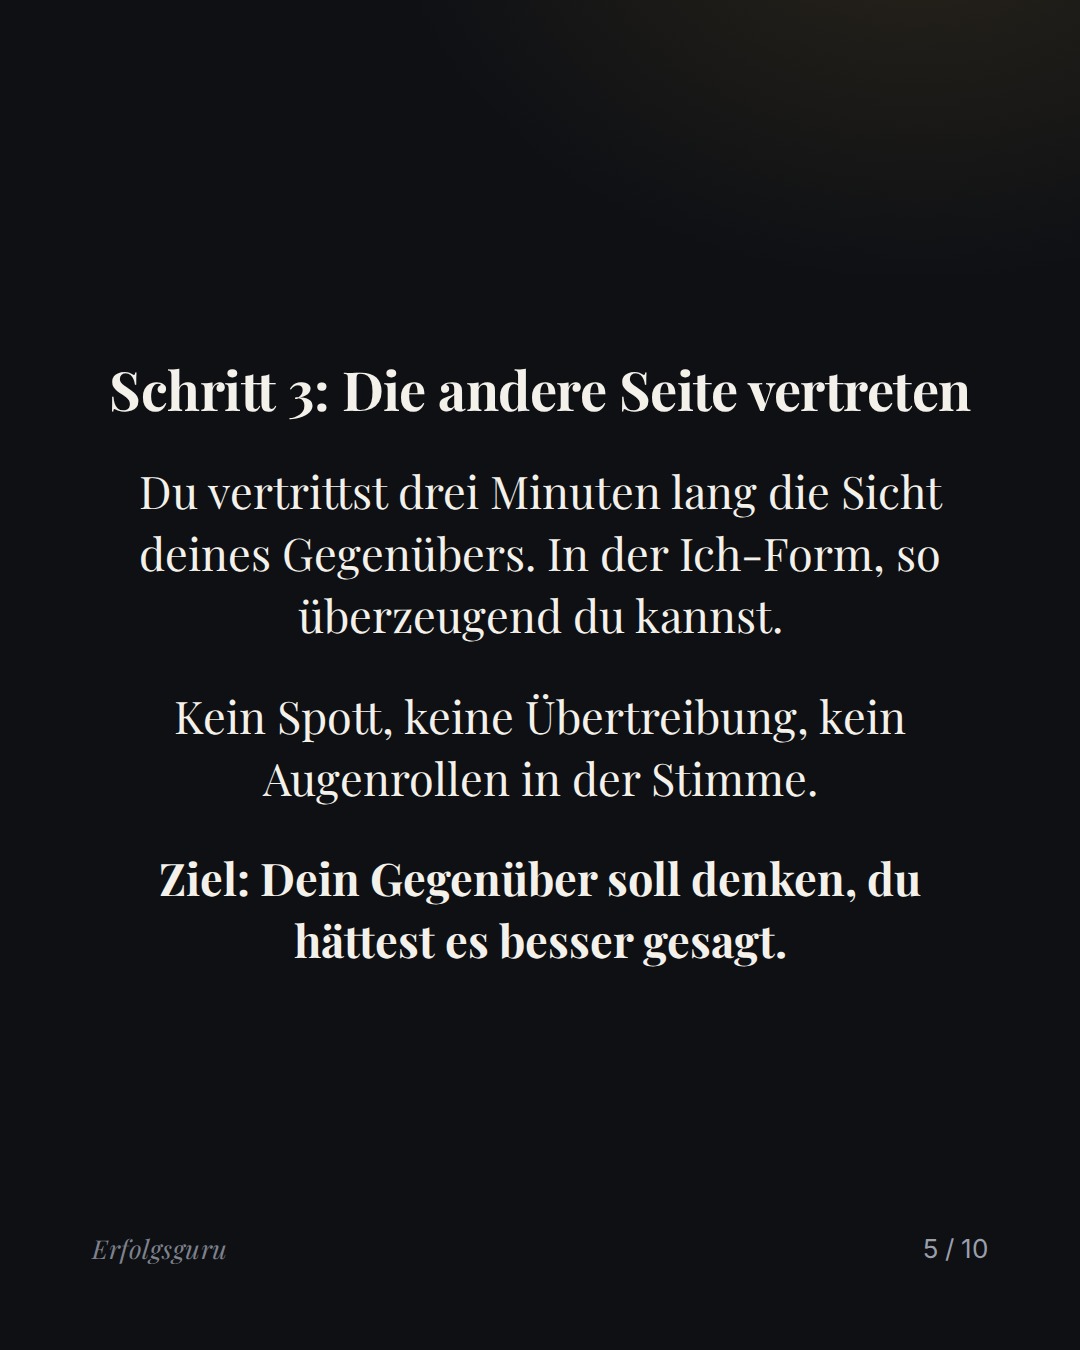 Schritt 3: Die andere Seite vertreten
Du vertrittst drei Minuten lang die Sicht
deines Gegenübers. In der Ich-Form, so
überzeugend du kannst.
Kein Spott, keine Übertreibung, kein
Augenrollen in der Stimme.
Ziel: Dein Gegenüber soll denken, du
hättest es besser gesagt.
Erfolgsguru
5 / 10